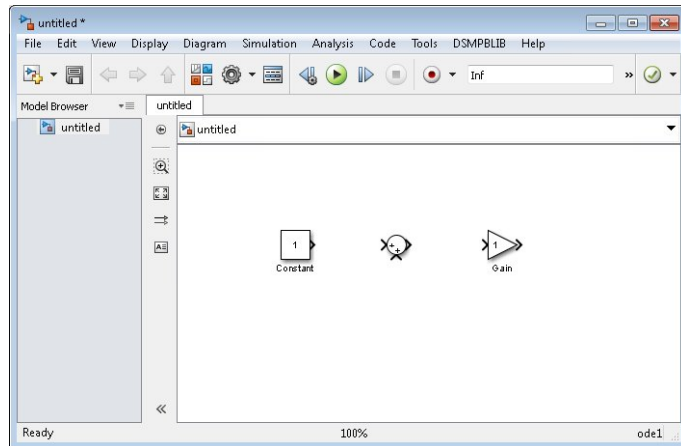 untitled *
File Edit View Display Diagram Simulation Analysis Code Tools DSMPBLIB Help
Inf »
Model Browser untitled
untitled
untitled
1
+
+
1
Constant
Gain
Ready 100% ode1